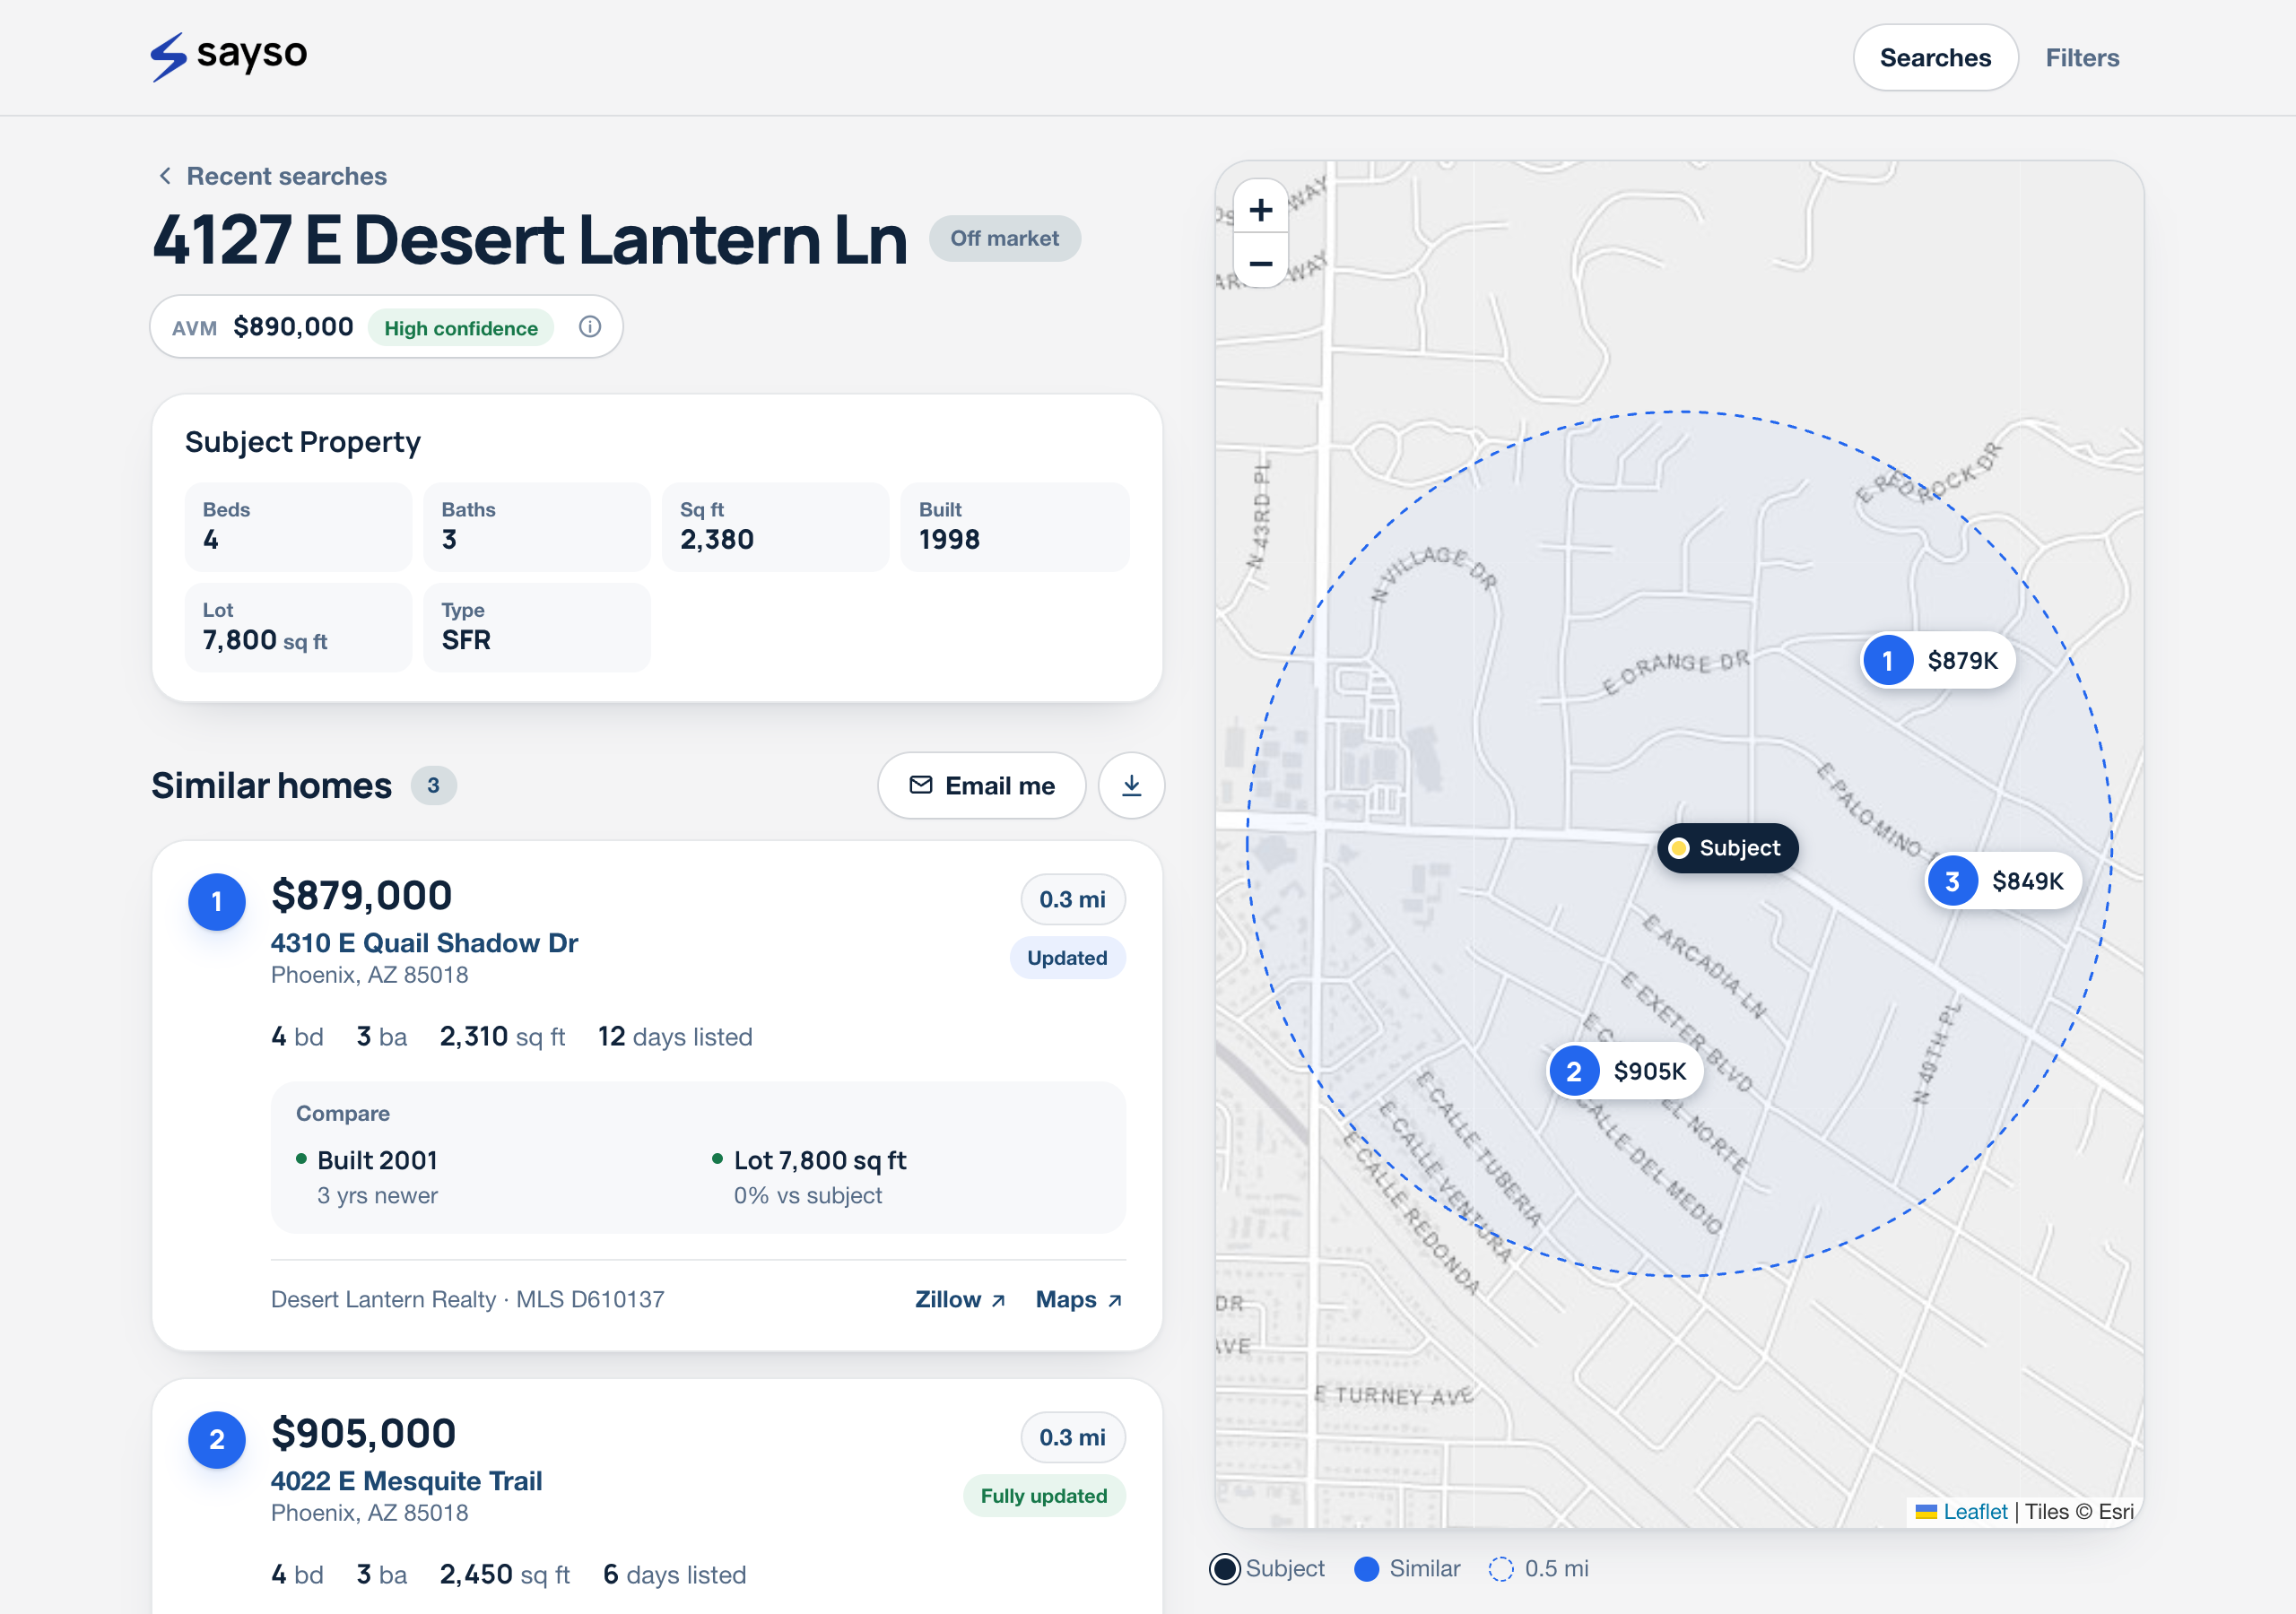 sayso
Searches
Filters
Recent searches
4127 E Desert Lantern Ln
Off market
AVM $890,000 High confidence
Subject Property
Beds
4
Baths
3
Sq ft
2,380
Built
1998
Lot
7,800 sq ft
Type
SFR
Similar homes 3
Email me
1
$879,000
4310 E Quail Shadow Dr
Phoenix, AZ 85018
0.3 mi
Updated
4 bd 3 ba 2,310 sq ft 12 days listed
Compare
Built 2001
3 yrs newer
Lot 7,800 sq ft
0% vs subject
Desert Lantern Realty · MLS D610137
Zillow
Maps
2
$905,000
4022 E Mesquite Trail
Phoenix, AZ 85018
0.3 mi
Fully updated
4 bd 3 ba 2,450 sq ft 6 days listed
+
−
WAY
WAY
N 43RD PL
N VILLAGE DR
E RED ROCK DR
E ORANGE DR
1 $879K
E PALO MINO
Subject
3 $849K
E ARCADIA LN
E EXETER BLVD
2 $905K
EL NORTE
CALLE DEL MEDIO
N 49TH PL
E CALLE TUBERIA
E CALLE VENTURA
E CALLE REDONDA
DR
AVE
E TURNEY AVE
Leaflet | Tiles © Esri
Subject
Similar
0.5 mi